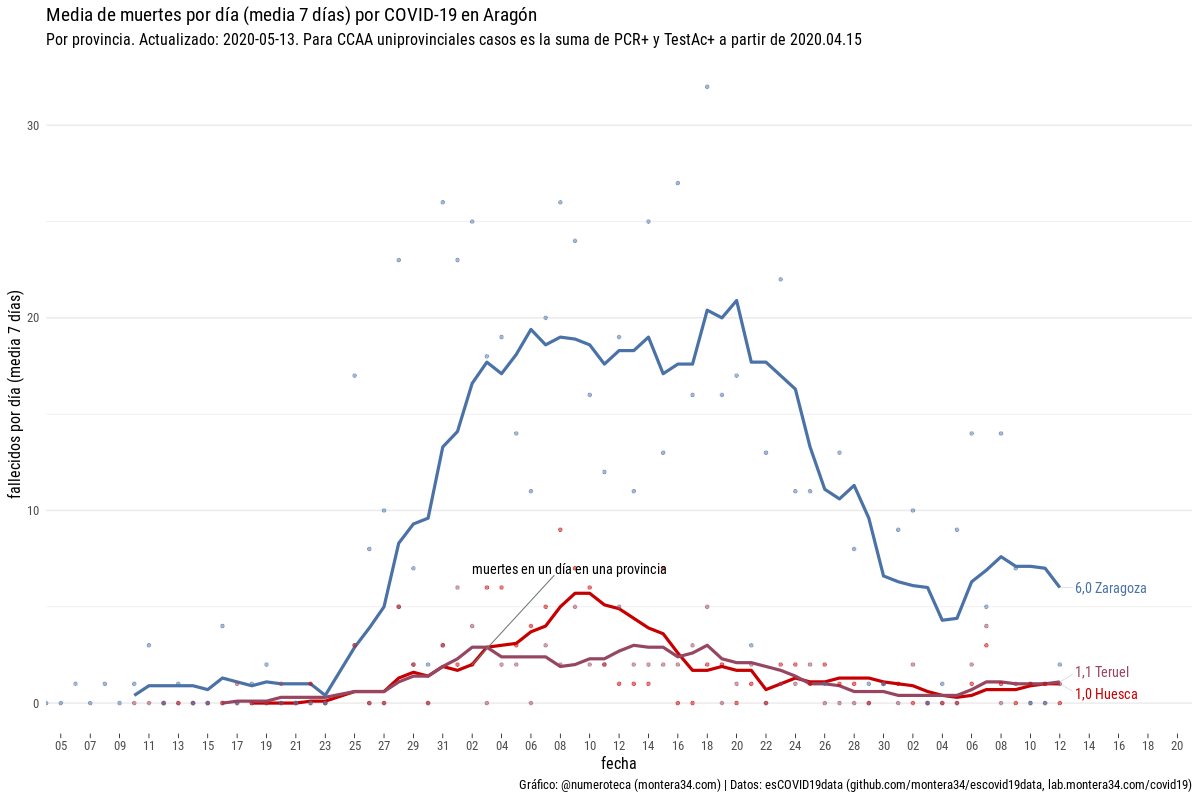 Media de muertes por día (media 7 días) por COVID-19 en Aragón
Por provincia. Actualizado: 2020-05-13. Para CCAA uniprovinciales casos es la suma de PCR+ y TestAc+ a partir de 2020.04.15
30
20
10
0
fallecidos por día (media 7 días)
muertes en un día en una provincia
6,0 Zaragoza
1,1 Teruel
1,0 Huesca
05 07 09 11 13 15 17 19 21 23 25 27 29 31 02 04 06 08 10 12 14 16 18 20 22 24 26 28 30 02 04 06 08 10 12 14 16 18 20
fecha
Gráfico: @numeroteca (montera34.com) | Datos: esCOVID19data (github.com/montera34/escovid19data, lab.montera34.com/covid19)